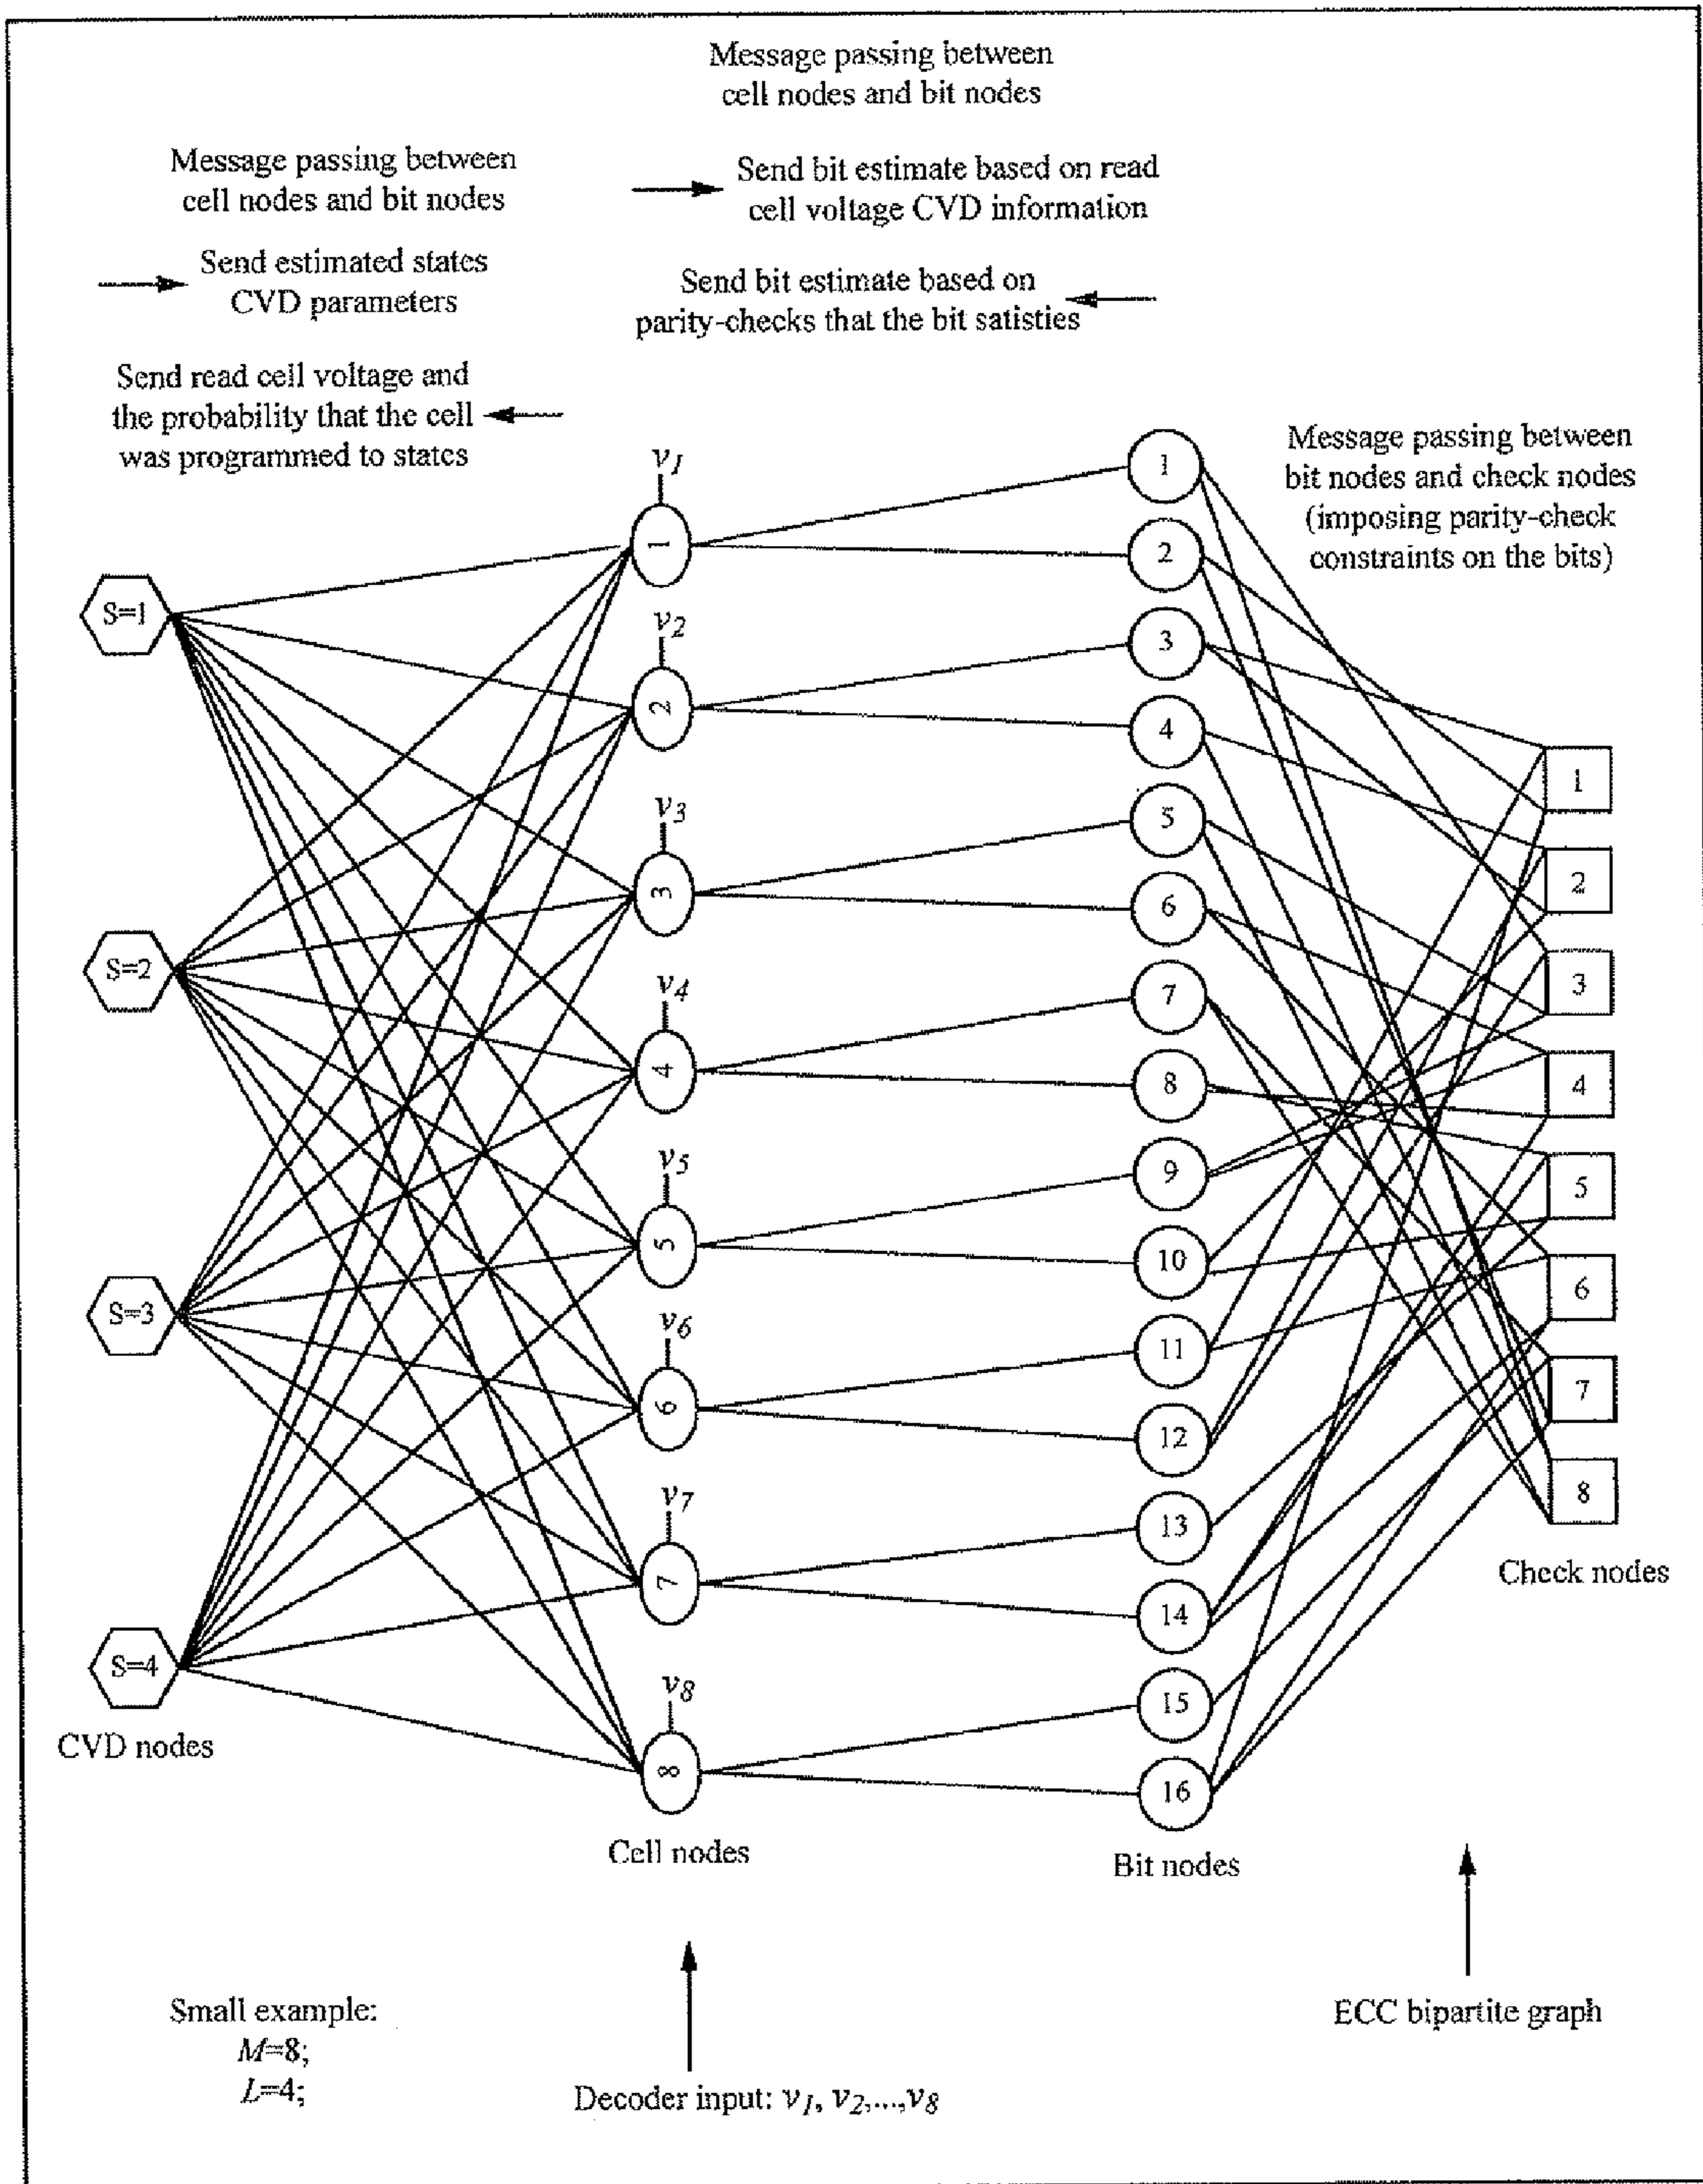 Message passing between
cell nodes and bit nodes
Message passing between
cell nodes and bit nodes
Send estimated states
CVD parameters
Send read cell voltage and
the probability that the cell
was programmed to states
Send bit estimate based on read
cell voltage CVD information
Send bit estimate based on
parity-checks that the bit satisties
Message passing between
bit nodes and check nodes
(imposing parity-check
constraints on the bits)
S=1
S=2
S=3
S=4
CVD nodes
v1
1
v2
2
v3
3
v4
4
v5
5
v6
6
v7
7
v8
8
Cell nodes
1
2
3
4
5
6
7
8
9
10
11
12
13
14
15
16
Bit nodes
1
2
3
4
5
6
7
8
Check nodes
Small example:
M=8;
L=4;
Decoder input: v1, v2,...,v8
ECC bipartite graph